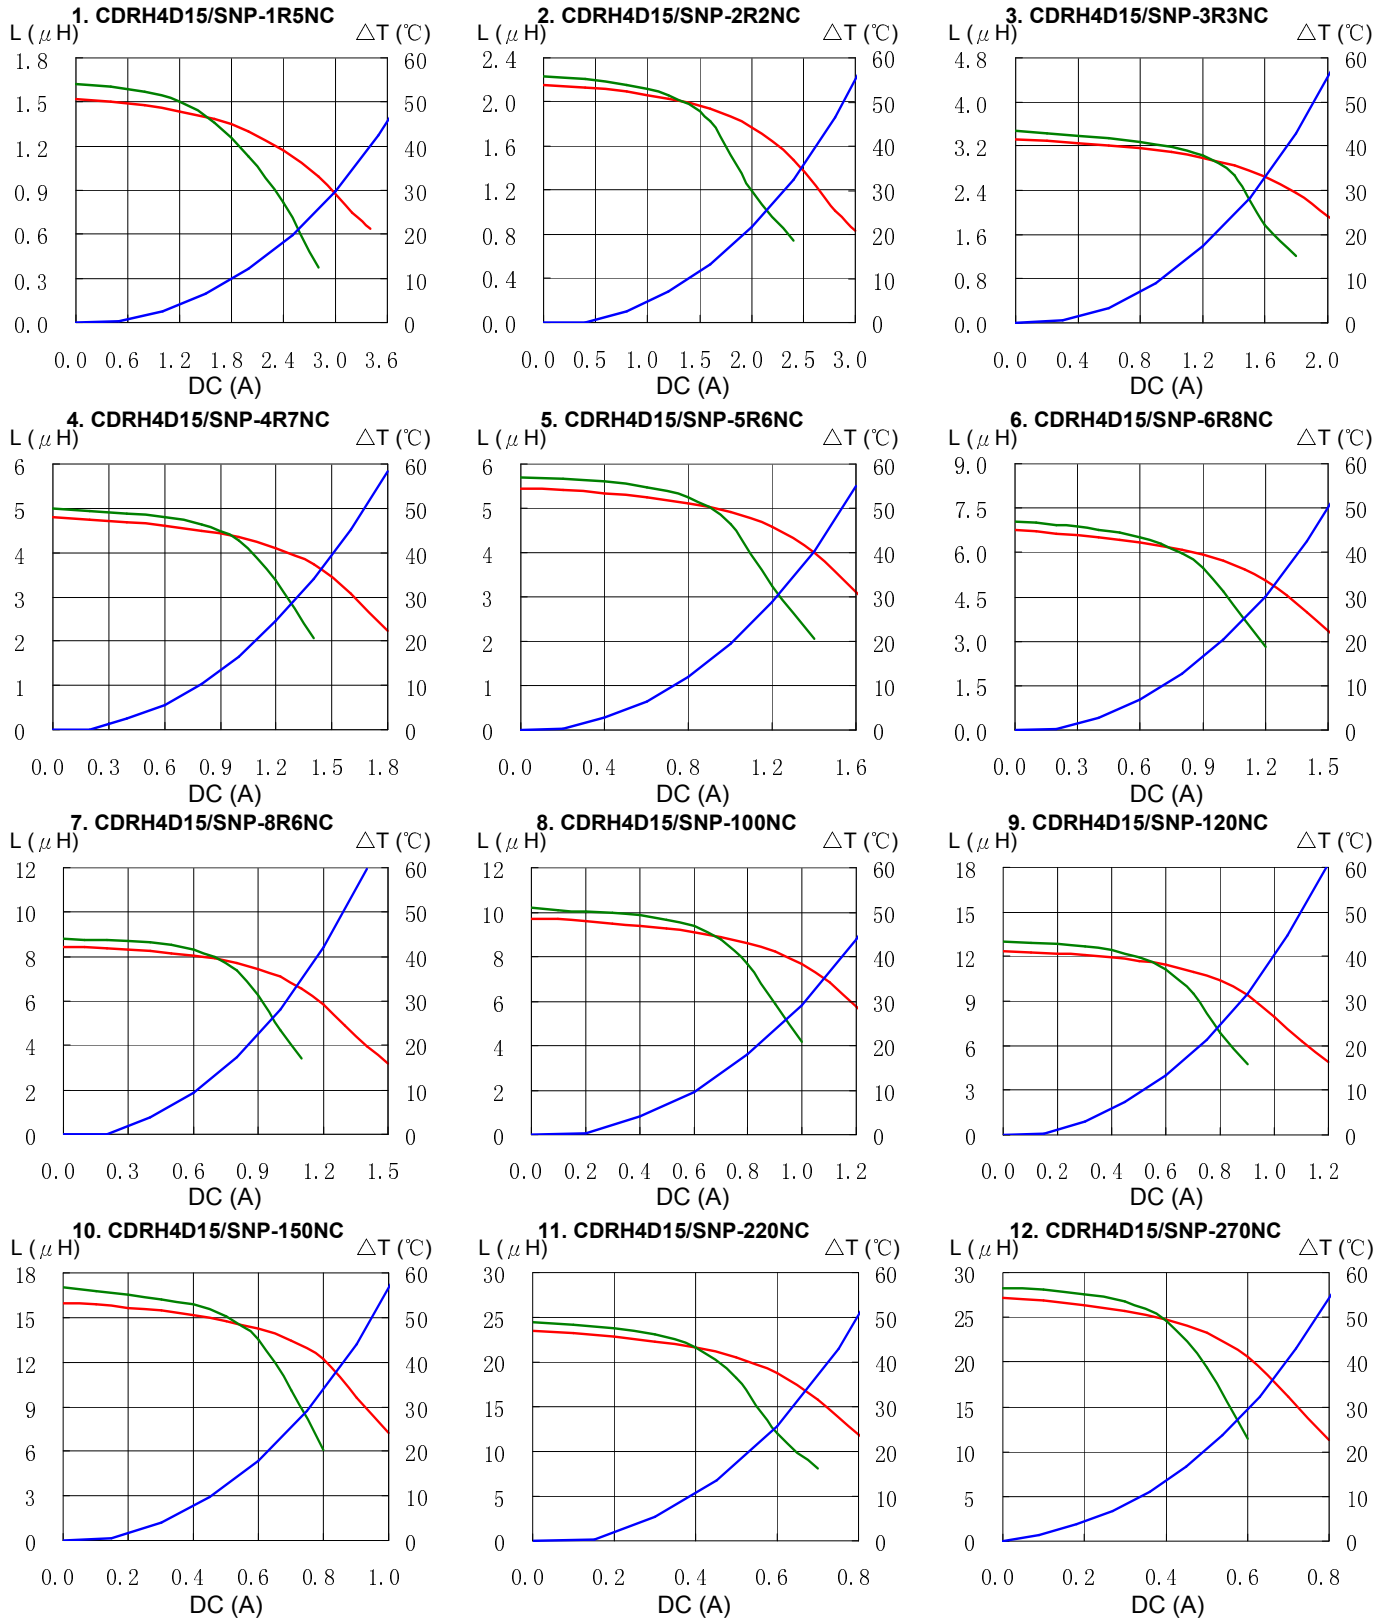 1. CDRH4D15/SNP-1R5NC
L (μH) △T (℃)
1.8 60
1.5 50
1.2 40
0.9 30
0.6 20
0.3 10
0.0 0
0.0 0.6 1.2 1.8 2.4 3.0 3.6
DC (A)
2. CDRH4D15/SNP-2R2NC
L (μH) △T (℃)
2.4 60
2.0 50
1.6 40
1.2 30
0.8 20
0.4 10
0.0 0
0.0 0.5 1.0 1.5 2.0 2.5 3.0
DC (A)
3. CDRH4D15/SNP-3R3NC
L (μH) △T (℃)
4.8 60
4.0 50
3.2 40
2.4 30
1.6 20
0.8 10
0.0 0
0.0 0.4 0.8 1.2 1.6 2.0
DC (A)
4. CDRH4D15/SNP-4R7NC
L (μH) △T (℃)
6 60
5 50
4 40
3 30
2 20
1 10
0 0
0.0 0.3 0.6 0.9 1.2 1.5 1.8
DC (A)
5. CDRH4D15/SNP-5R6NC
L (μH) △T (℃)
6 60
5 50
4 40
3 30
2 20
1 10
0 0
0.0 0.4 0.8 1.2 1.6
DC (A)
6. CDRH4D15/SNP-6R8NC
L (μH) △T (℃)
9.0 60
7.5 50
6.0 40
4.5 30
3.0 20
1.5 10
0.0 0
0.0 0.3 0.6 0.9 1.2 1.5
DC (A)
7. CDRH4D15/SNP-8R6NC
L (μH) △T (℃)
12 60
10 50
8 40
6 30
4 20
2 10
0 0
0.0 0.3 0.6 0.9 1.2 1.5
DC (A)
8. CDRH4D15/SNP-100NC
L (μH) △T (℃)
12 60
10 50
8 40
6 30
4 20
2 10
0 0
0.0 0.2 0.4 0.6 0.8 1.0 1.2
DC (A)
9. CDRH4D15/SNP-120NC
L (μH) △T (℃)
18 60
15 50
12 40
9 30
6 20
3 10
0 0
0.0 0.2 0.4 0.6 0.8 1.0 1.2
DC (A)
10. CDRH4D15/SNP-150NC
L (μH) △T (℃)
18 60
15 50
12 40
9 30
6 20
3 10
0 0
0.0 0.2 0.4 0.6 0.8 1.0
DC (A)
11. CDRH4D15/SNP-220NC
L (μH) △T (℃)
30 60
25 50
20 40
15 30
10 20
5 10
0 0
0.0 0.2 0.4 0.6 0.8
DC (A)
12. CDRH4D15/SNP-270NC
L (μH) △T (℃)
30 60
25 50
20 40
15 30
10 20
5 10
0 0
0.0 0.2 0.4 0.6 0.8
DC (A)